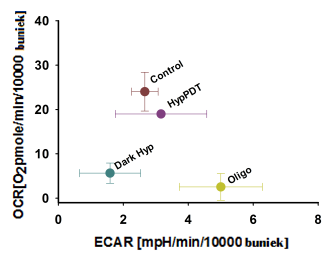 40
30
20
10
0
OCR[O2pmole/min/10000 buniek]
Control
HypPDT
Dark Hyp
Oligo
0 2 4 6 8
ECAR [mpH/min/10000 buniek]